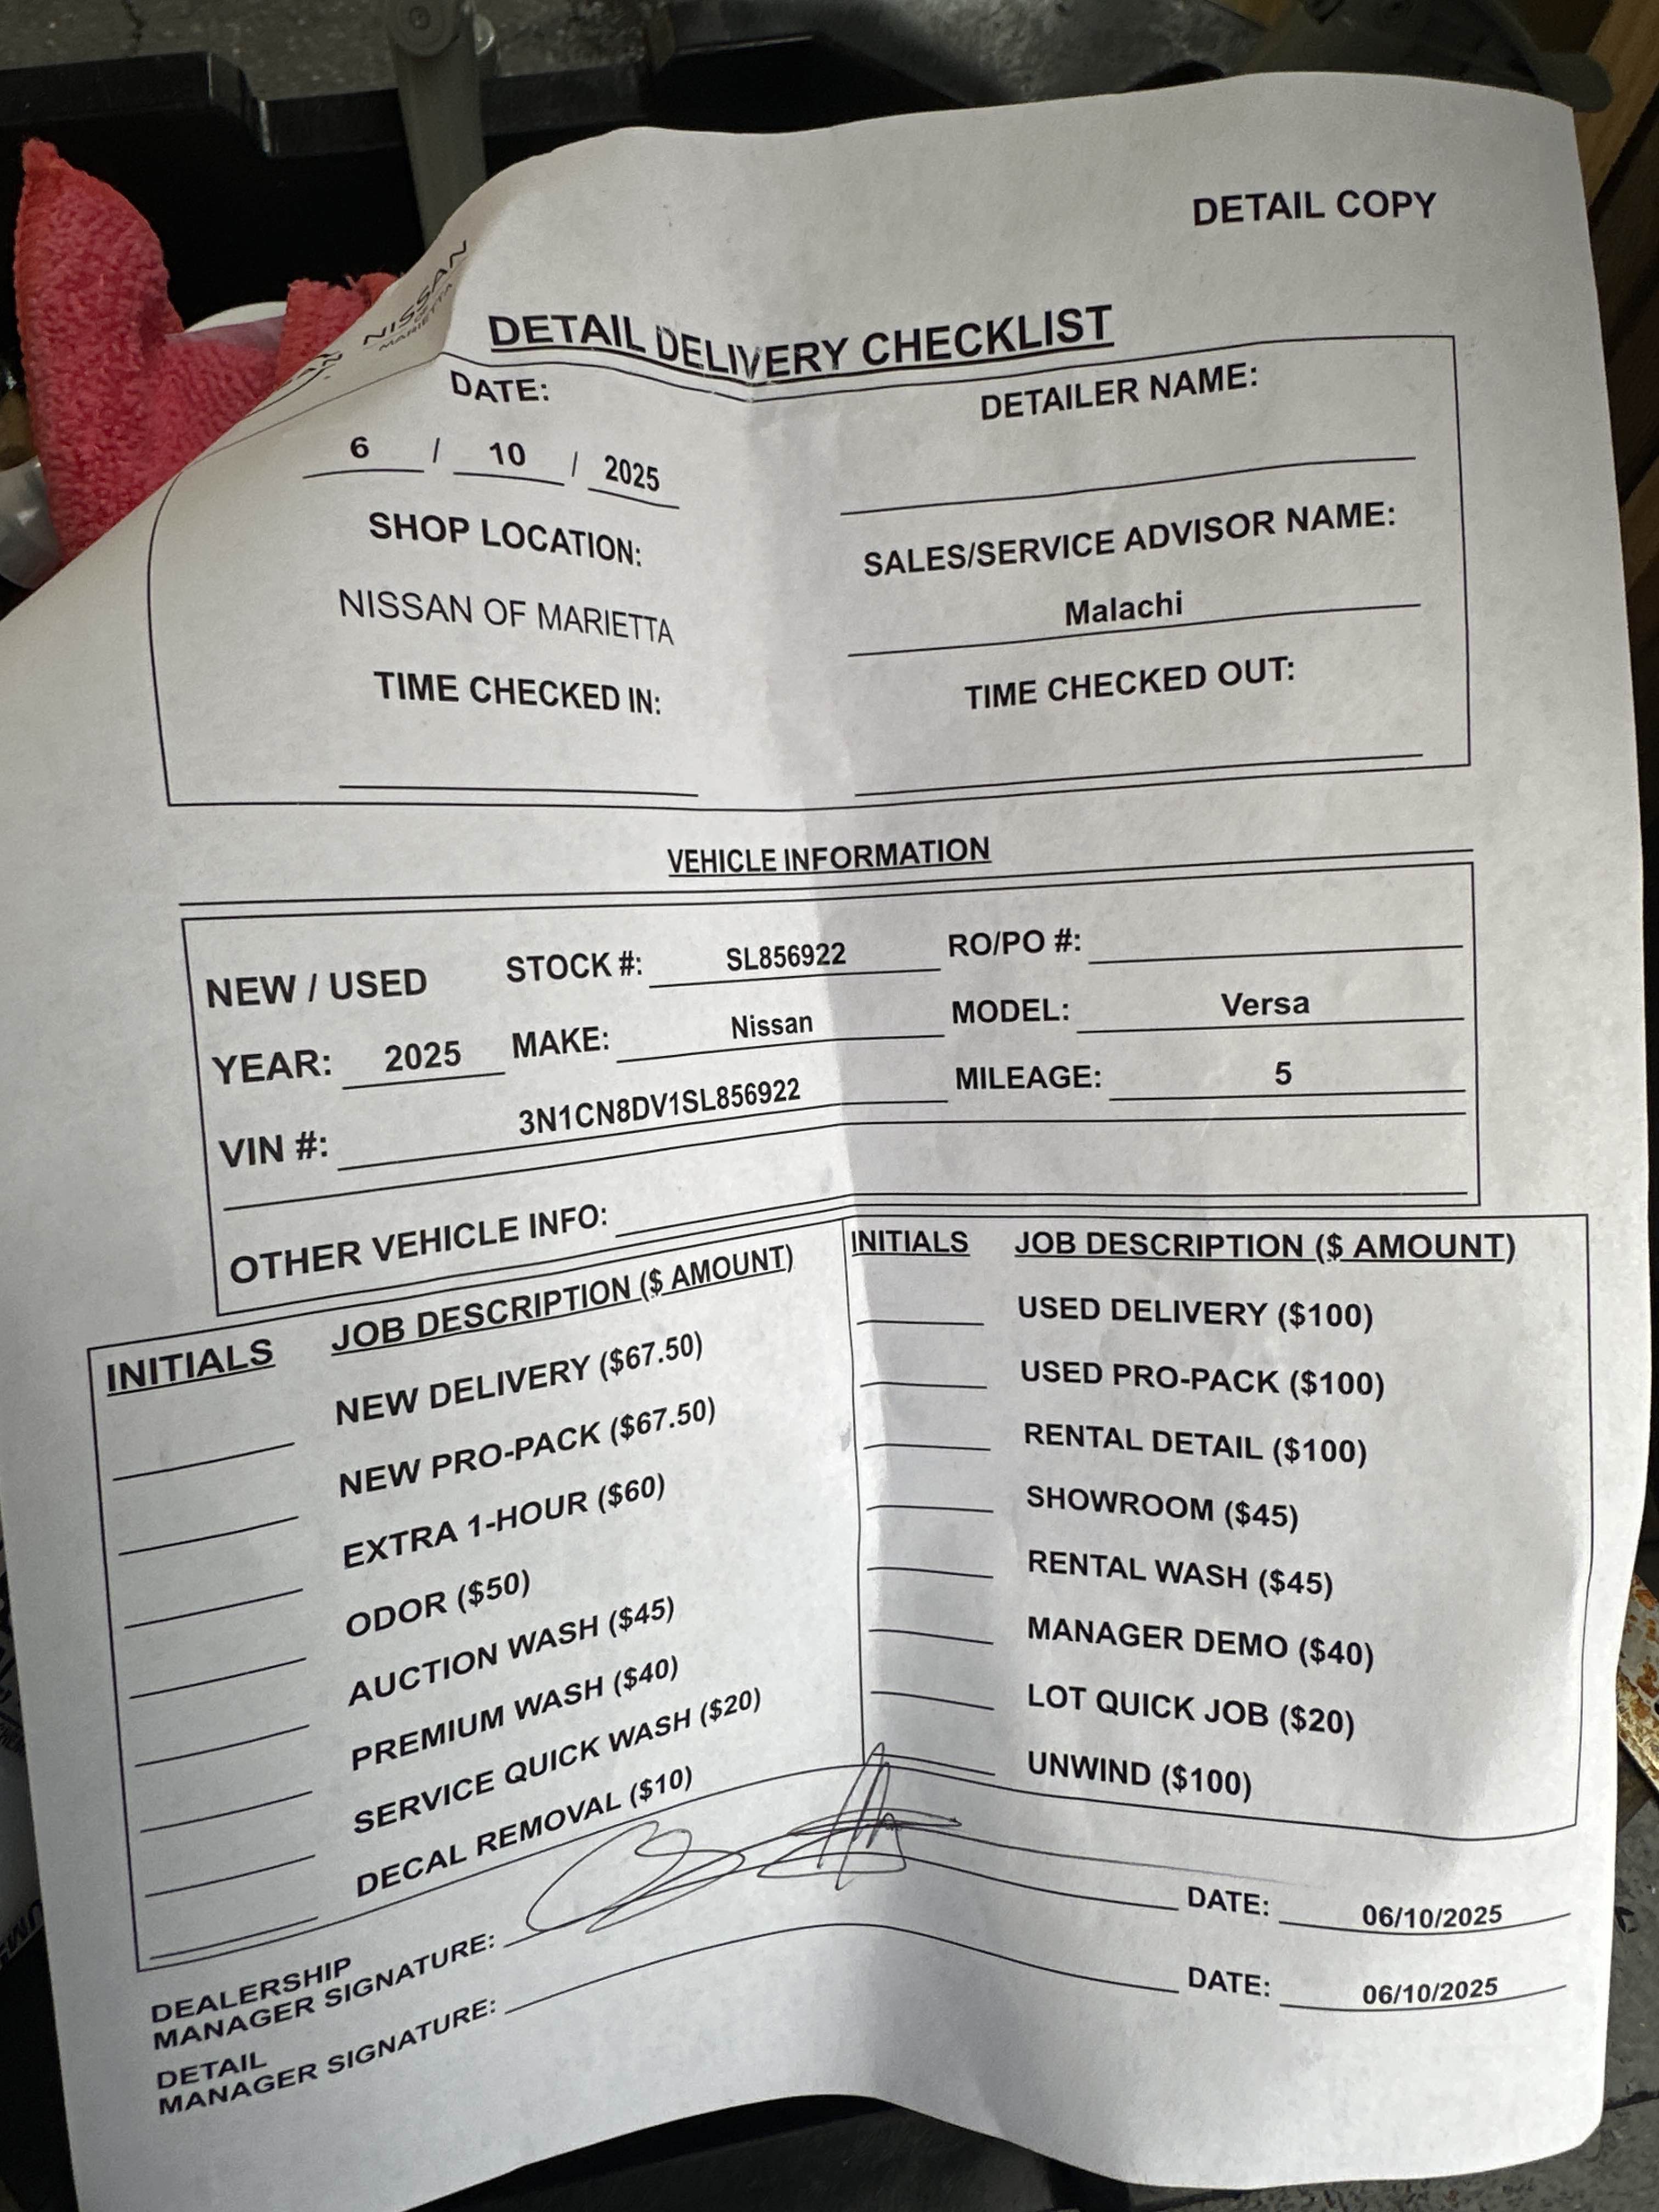 DETAIL COPY
NISSAN
MARIETTA
DETAIL DELIVERY CHECKLIST
DATE:
6 / 10 / 2025
DETAILER NAME:
SHOP LOCATION:
NISSAN OF MARIETTA
SALES/SERVICE ADVISOR NAME:
Malachi
TIME CHECKED IN:
TIME CHECKED OUT:
VEHICLE INFORMATION
NEW / USED STOCK #: SL856922 RO/PO #:
YEAR: 2025 MAKE: Nissan MODEL: Versa
VIN #: 3N1CN8DV1SL856922 MILEAGE: 5
OTHER VEHICLE INFO:
INITIALS JOB DESCRIPTION ($ AMOUNT)
NEW DELIVERY ($67.50)
NEW PRO-PACK ($67.50)
EXTRA 1-HOUR ($60)
ODOR ($50)
AUCTION WASH ($45)
PREMIUM WASH ($40)
SERVICE QUICK WASH ($20)
DECAL REMOVAL ($10)
INITIALS JOB DESCRIPTION ($ AMOUNT)
USED DELIVERY ($100)
USED PRO-PACK ($100)
RENTAL DETAIL ($100)
SHOWROOM ($45)
RENTAL WASH ($45)
MANAGER DEMO ($40)
LOT QUICK JOB ($20)
UNWIND ($100)
DEALERSHIP
MANAGER SIGNATURE: DATE: 06/10/2025
DETAIL
MANAGER SIGNATURE: DATE: 06/10/2025